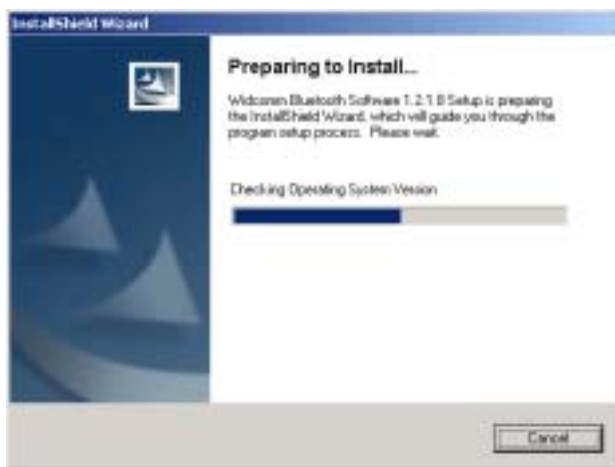 InstallShield Wizard
Preparing to Install...
Widcomm Bluetooth Software 1.2.1.8 Setup is preparing
the InstallShield Wizard, which will guide you through the
program setup process. Please wait.
Checking Operating System Version
Cancel